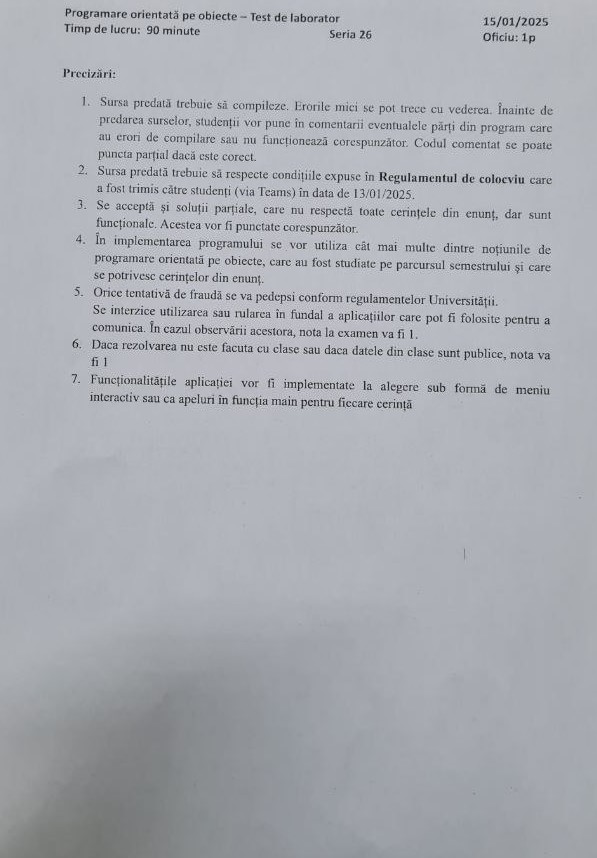 Programare orientată pe obiecte – Test de laborator
15/01/2025
Timp de lucru: 90 minute
Seria 26
Oficiu: 1p
Precizări:
1. Sursa predată trebuie să compileze. Erorile mici se pot trece cu vederea. Înainte de
predarea surselor, studenții vor pune în comentarii eventualele părți din program care
au erori de compilare sau nu funcționează corespunzător. Codul comentat se poate
puncta parțial dacă este corect.
2. Sursa predată trebuie să respecte condițiile expuse în Regulamentul de colocviu care
a fost trimis către studenți (via Teams) în data de 13/01/2025.
3. Se acceptă și soluții parțiale, care nu respectă toate cerințele din enunț, dar sunt
funcționale. Acestea vor fi punctate corespunzător.
4. În implementarea programului se vor utiliza cât mai multe dintre noțiunile de
programare orientată pe obiecte, care au fost studiate pe parcursul semestrului și care
se potrivesc cerințelor din enunț.
5. Orice tentativă de fraudă se va pedepsi conform regulamentelor Universității.
Se interzice utilizarea sau rularea în fundal a aplicațiilor care pot fi folosite pentru a
comunica. În cazul observării acestora, nota la examen va fi 1.
6. Daca rezolvarea nu este facuta cu clase sau daca datele din clase sunt publice, nota va
fi 1
7. Funcționalitățile aplicației vor fi implementate la alegere sub formă de meniu
interactiv sau ca apeluri în funcția main pentru fiecare cerință